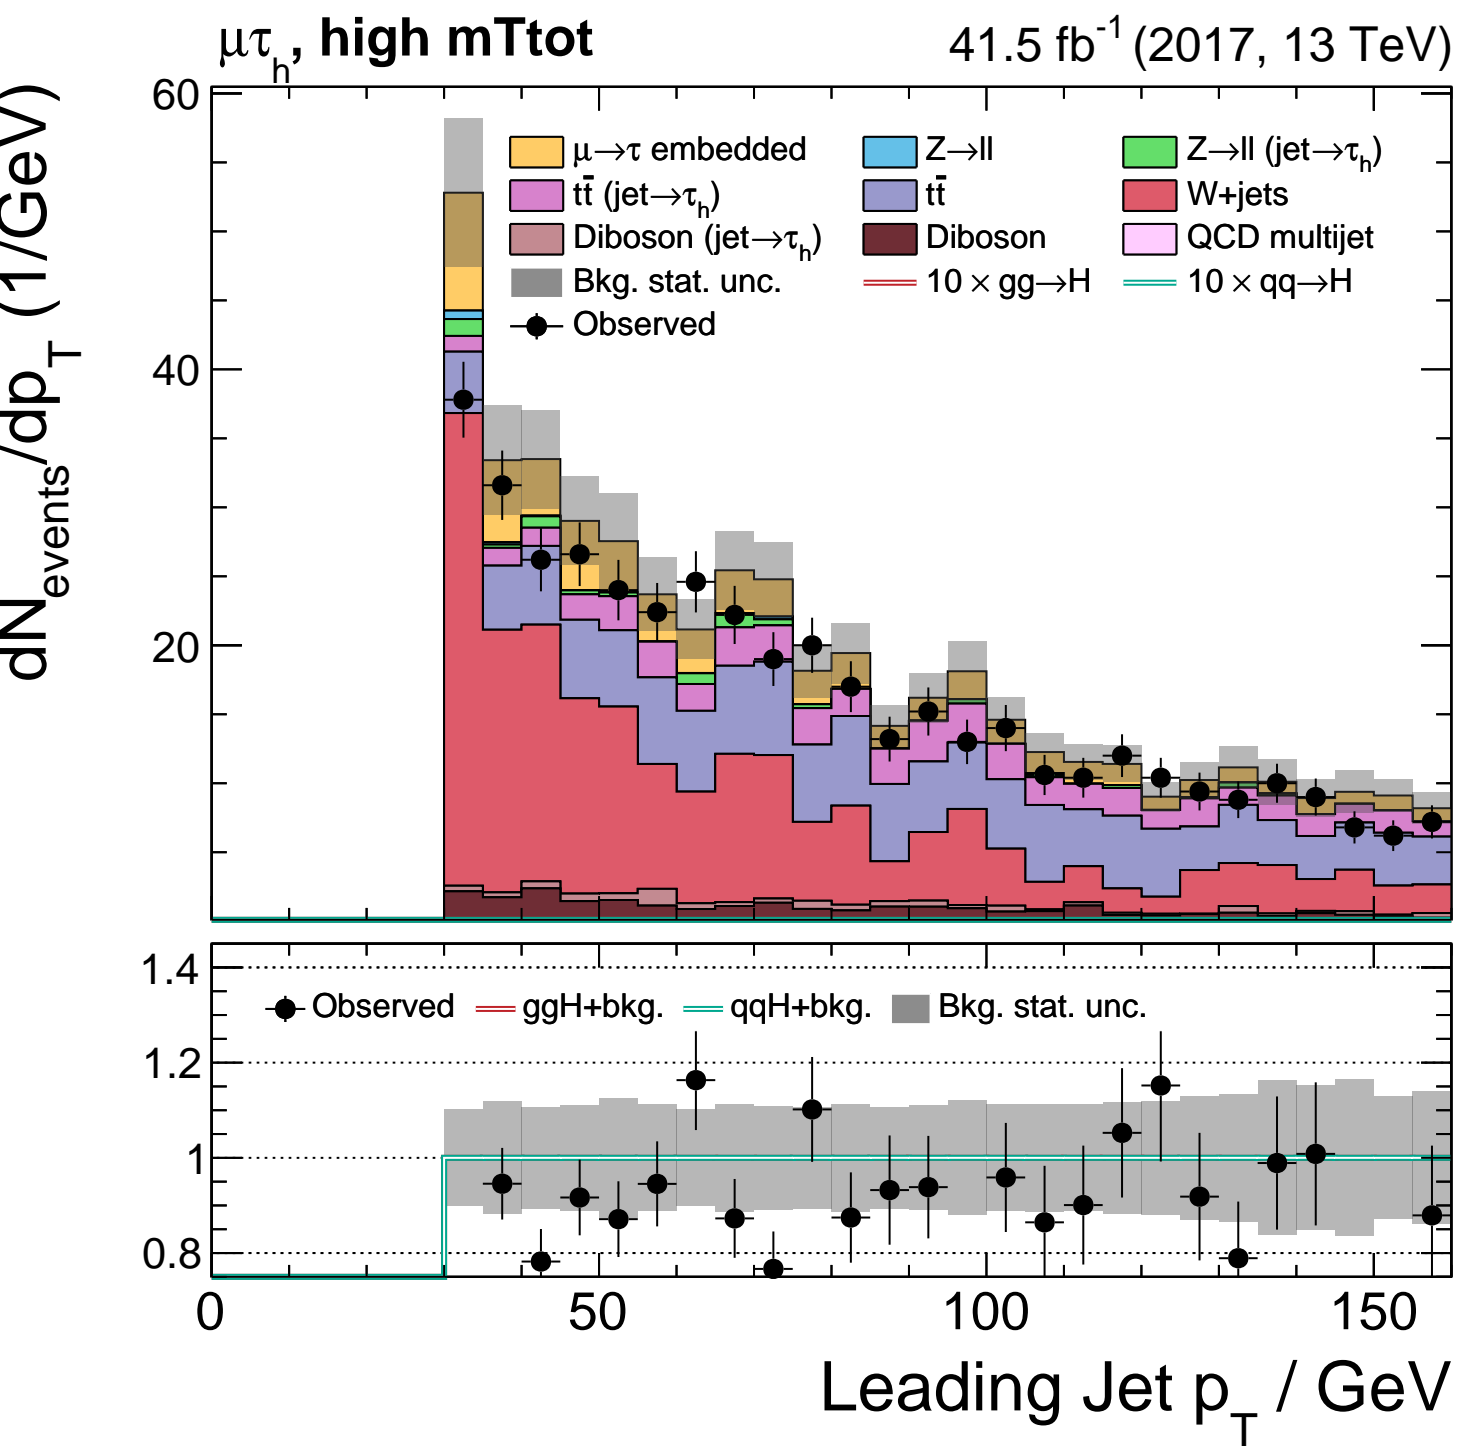 μτh, high mTtot 41.5 fb-1 (2017, 13 TeV)
dNevents/dpT (1/GeV)
60
40
20
μ→τ embedded Z→ll Z→ll (jet→τh)
tt̄ (jet→τh) tt̄ W+jets
Diboson (jet→τh) Diboson QCD multijet
Bkg. stat. unc. 10 × gg→H 10 × qq→H
Observed
1.4
1.2
1
0.8
Observed ggH+bkg. qqH+bkg. Bkg. stat. unc.
0 50 100 150
Leading Jet pT / GeV